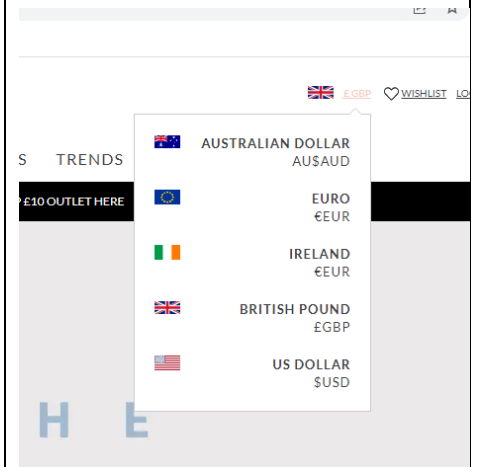 £ GBP WISHLIST LO
S TRENDS
AUSTRALIAN DOLLAR
AU$AUD
£10 OUTLET HERE
EURO
€EUR
IRELAND
€EUR
BRITISH POUND
£GBP
US DOLLAR
$USD
H E